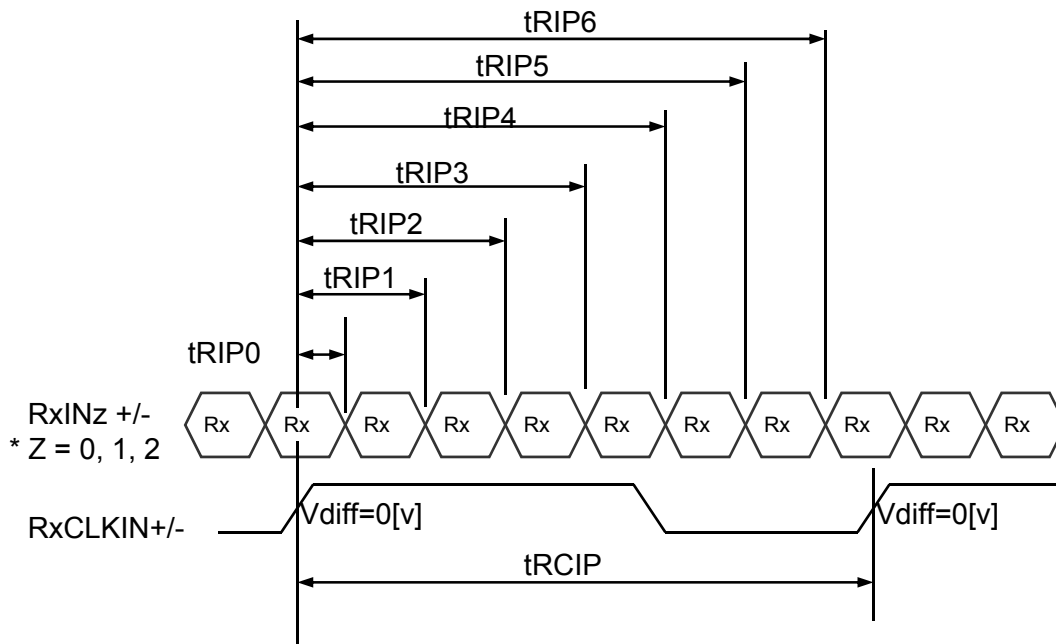 tRIP6
tRIP5
tRIP4
tRIP3
tRIP2
tRIP1
tRIP0
RxINz +/-
* Z = 0, 1, 2
Rx Rx Rx Rx Rx Rx Rx Rx Rx Rx Rx
RxCLKIN+/-
Vdiff=0[v] Vdiff=0[v]
tRCIP